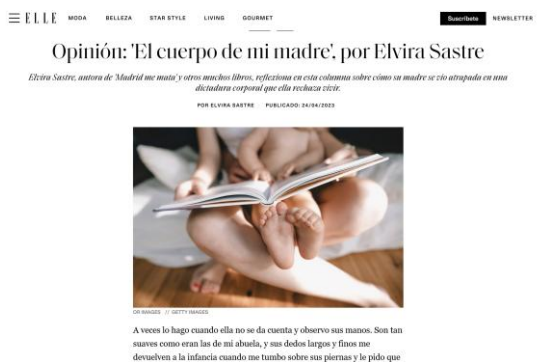 ELLE MODA BELLEZA STAR STYLE LIVING GOURMET Suscríbete NEWSLETTER
Opinión: 'El cuerpo de mi madre', por Elvira Sastre
Elvira Sastre, autora de 'Madrid me mata' y otros muchos libros, reflexiona en esta columna sobre cómo su madre se vio atrapada en una
dictadura corporal que ella rechaza vivir.
POR ELVIRA SASTRE PUBLICADO: 24/04/2023
OR IMAGES // GETTY IMAGES
A veces lo hago cuando ella no se da cuenta y observo sus manos. Son tan
suaves como eran las de mi abuela, y sus dedos largos y finos me
devuelven a la infancia cuando me tumbo sobre sus piernas y le pido que